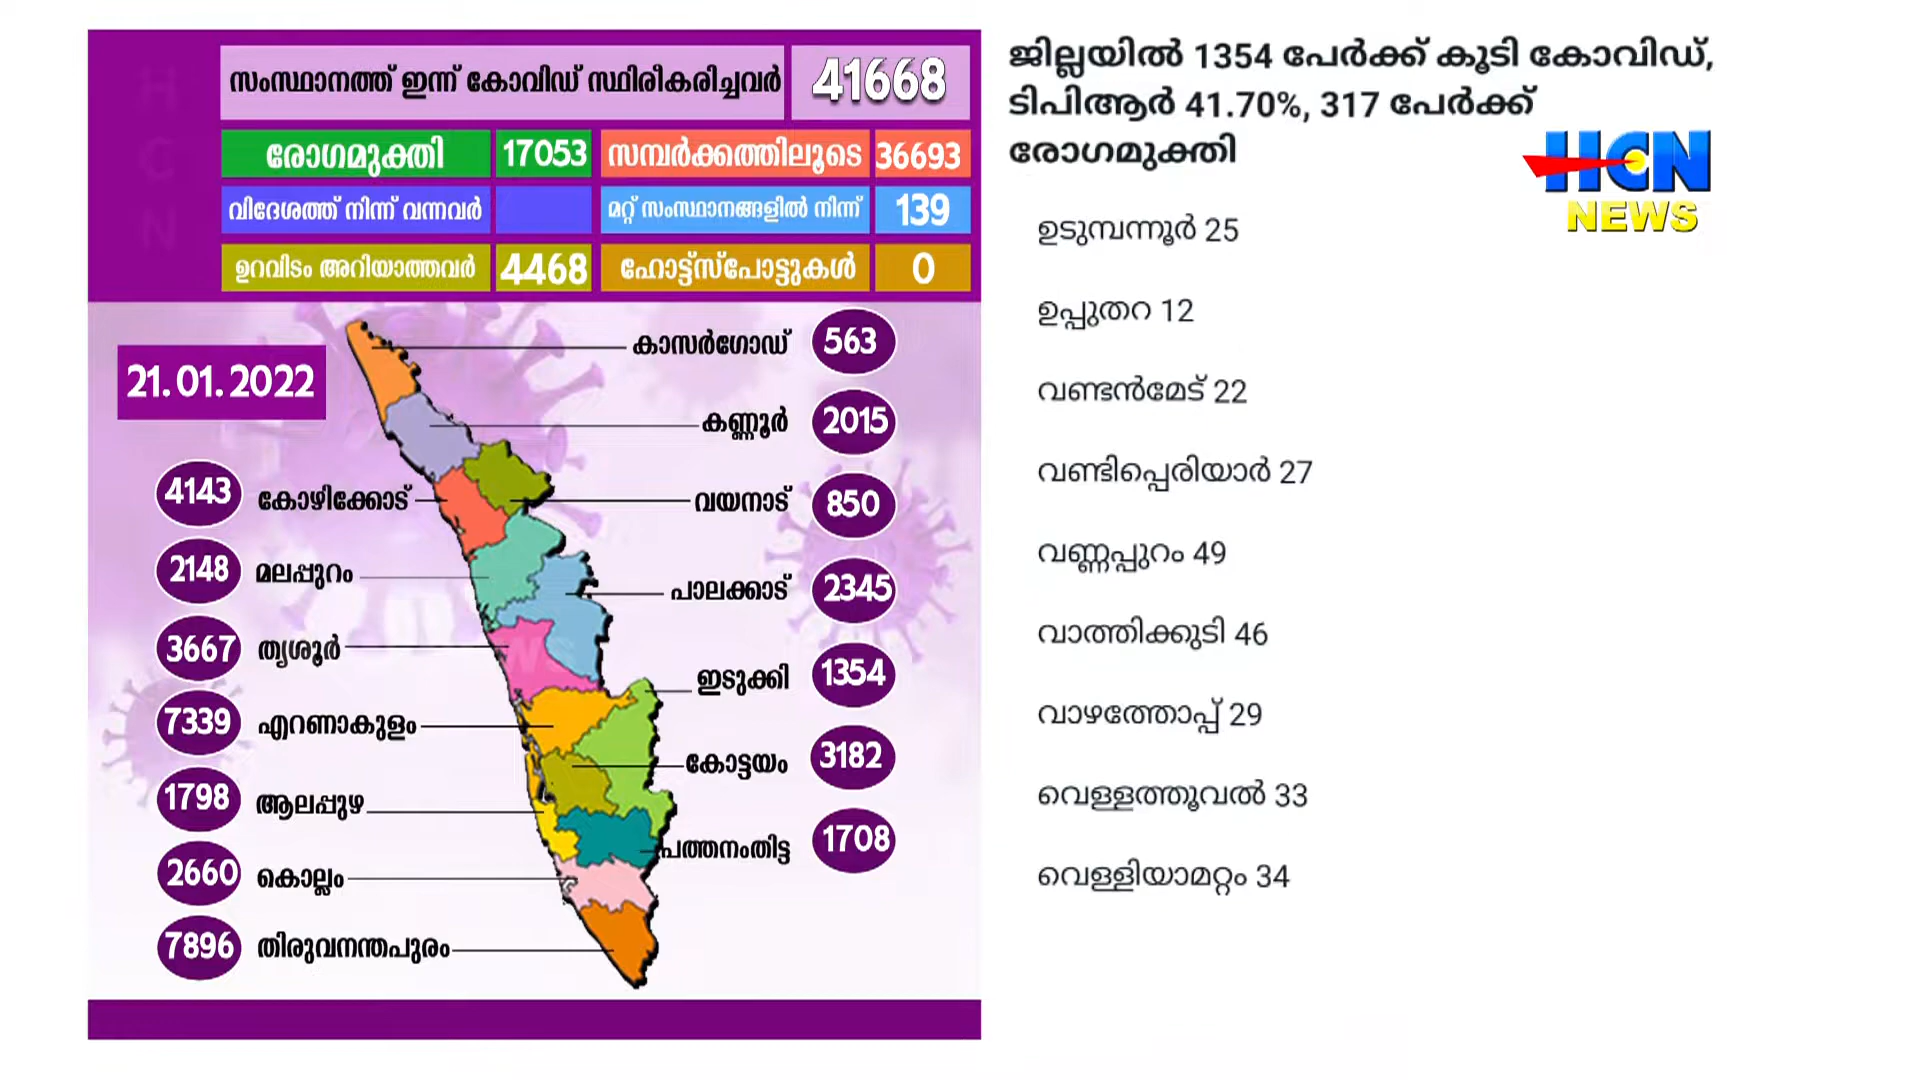 സംസ്ഥാനത്ത് ഇന്ന് കോവിഡ് സ്ഥിരീകരിച്ചവർ 41668
രോഗമുക്തി 17053 സമ്പർക്കത്തിലൂടെ 36693
വിദേശത്ത് നിന്ന് വന്നവർ മറ്റ് സംസ്ഥാനങ്ങളിൽ നിന്ന് 139
ഉറവിടം അറിയാത്തവർ 4468 ഹോട്ട്സ്പോട്ടുകൾ 0
H
C
N
21.01.2022
കാസർഗോഡ് 563
കണ്ണൂർ 2015
4143 കോഴിക്കോട്
വയനാട് 850
2148 മലപ്പുറം
പാലക്കാട് 2345
3667 തൃശൂർ
ഇടുക്കി 1354
7339 എറണാകുളം
കോട്ടയം 3182
1798 ആലപ്പുഴ
പത്തനംതിട്ട 1708
2660 കൊല്ലം
7896 തിരുവനന്തപുരം
ജില്ലയിൽ 1354 പേർക്ക് കൂടി കോവിഡ്,
ടിപിആർ 41.70%, 317 പേർക്ക്
രോഗമുക്തി
HCN
NEWS
ഉടുമ്പന്നൂർ 25
ഉപ്പുതറ 12
വണ്ടൻമേട് 22
വണ്ടിപ്പെരിയാർ 27
വണ്ണപ്പുറം 49
വാത്തിക്കുടി 46
വാഴത്തോപ്പ് 29
വെള്ളത്തൂവൽ 33
വെള്ളിയാമറ്റം 34